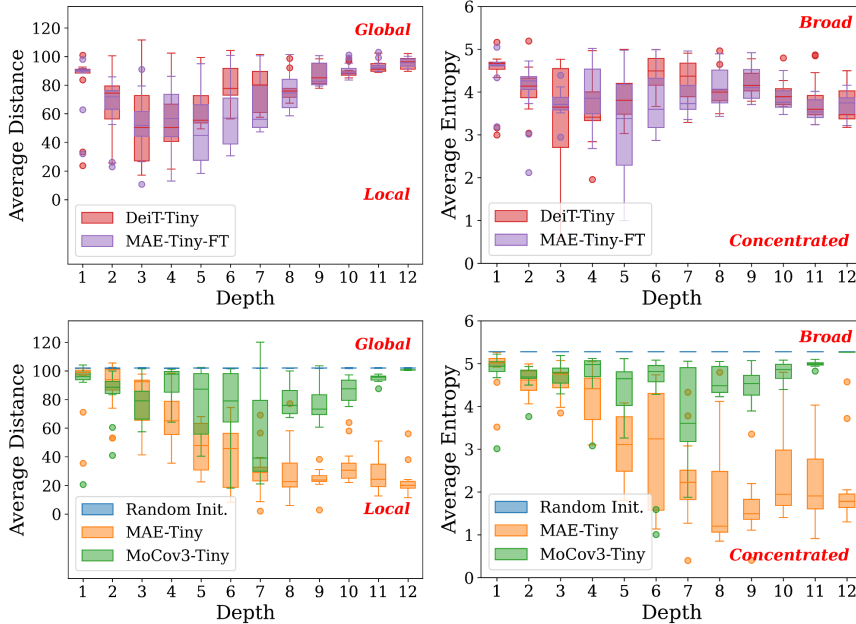 Global
Average Distance
120
100
80
60
40
20
0
Local
DeiT-Tiny
MAE-Tiny-FT
1 2 3 4 5 6 7 8 9 10 11 12
Depth
Broad
Average Entropy
6
5
4
3
2
1
0
DeiT-Tiny
MAE-Tiny-FT
Concentrated
1 2 3 4 5 6 7 8 9 10 11 12
Depth
Global
Average Distance
120
100
80
60
40
20
0
Random Init.
MAE-Tiny
MoCov3-Tiny
Local
1 2 3 4 5 6 7 8 9 10 11 12
Depth
Broad
Average Entropy
6
5
4
3
2
1
0
Random Init.
MAE-Tiny
MoCov3-Tiny
Concentrated
1 2 3 4 5 6 7 8 9 10 11 12
Depth